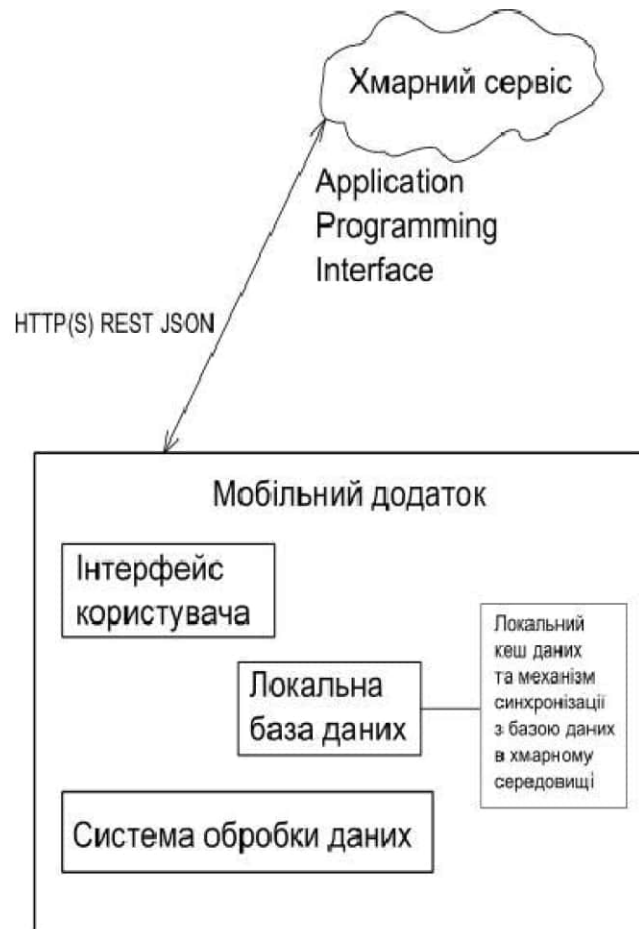 Хмарний сервіс
Application
Programming
Interface
HTTP(S) REST JSON
Мобільний додаток
Інтерфейс
користувача
Локальна
база даних
Локальний
кеш даних
та механізм
синхронізації
з базою даних
в хмарному
середовищі
Система обробки даних